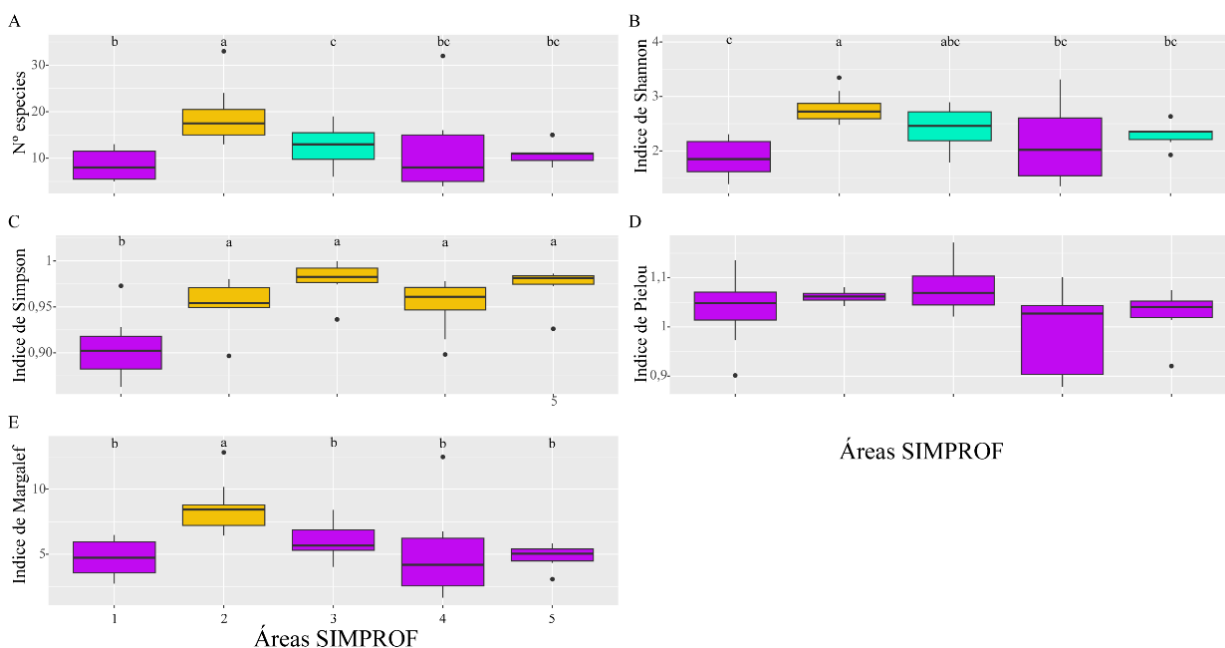 A
b a c bc bc
N° especies
30
20
10
B
c a abc bc bc
Indice de Shannon
4
3
2
C
b a a a a
Indice de Simpson
1
0,95
0,90
5
D
Indice de Pielou
1,1
1
0,9
Áreas SIMPROF
E
b a b b b
Indice de Margalef
10
5
1 2 3 4 5
Áreas SIMPROF